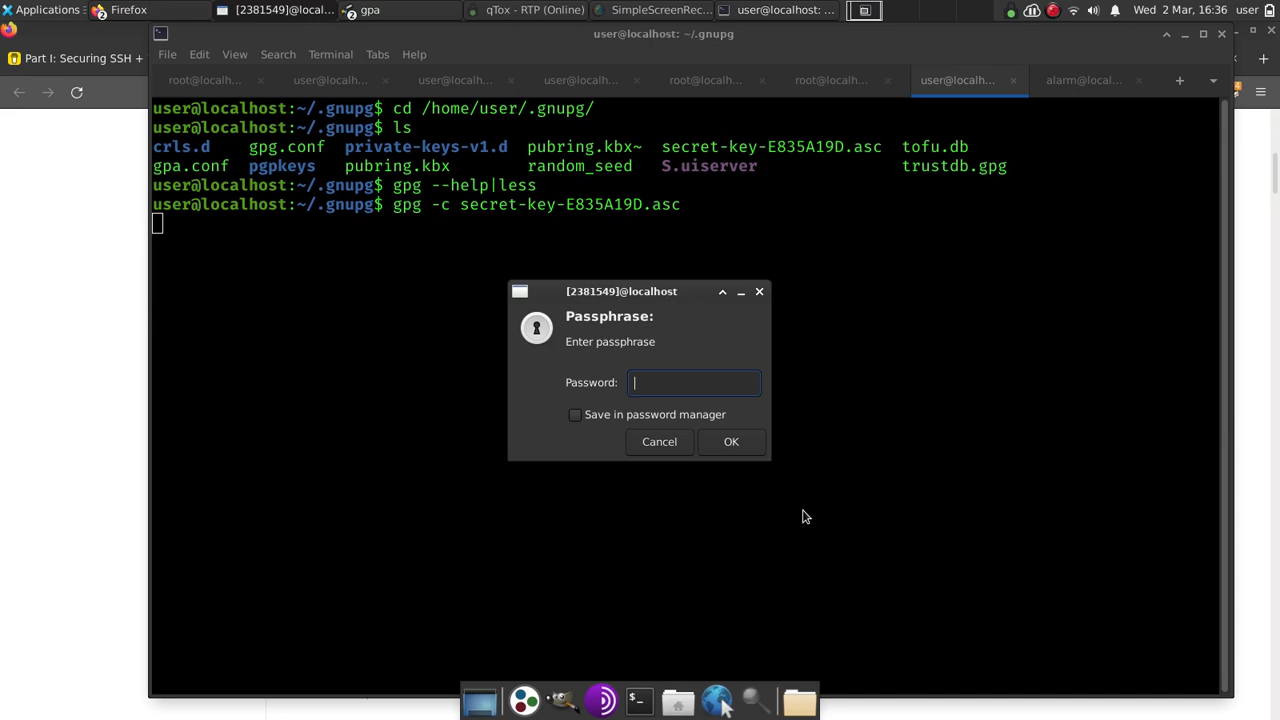 Applications
Firefox
[2381549]@local...
gpa
qTox - RTP (Online)
SimpleScreenRec...
user@localhost: ...
Wed 2 Mar, 16:36
user
Part I: Securing SSH +
user@localhost: ~/.gnupg
File Edit View Search Terminal Tabs Help
root@localh...
user@localh...
user@localh...
user@localh...
root@localh...
root@localh...
user@localh...
alarm@local...
user@localhost:~/.gnupg$ cd /home/user/.gnupg/
user@localhost:~/.gnupg$ ls
crls.d gpg.conf private-keys-v1.d pubring.kbx~ secret-key-E835A19D.asc tofu.db
gpa.conf pgpkeys pubring.kbx random_seed S.uiserver trustdb.gpg
user@localhost:~/.gnupg$ gpg --help|less
user@localhost:~/.gnupg$ gpg -c secret-key-E835A19D.asc
[2381549]@localhost
Passphrase:
Enter passphrase
Password:
Save in password manager
Cancel OK